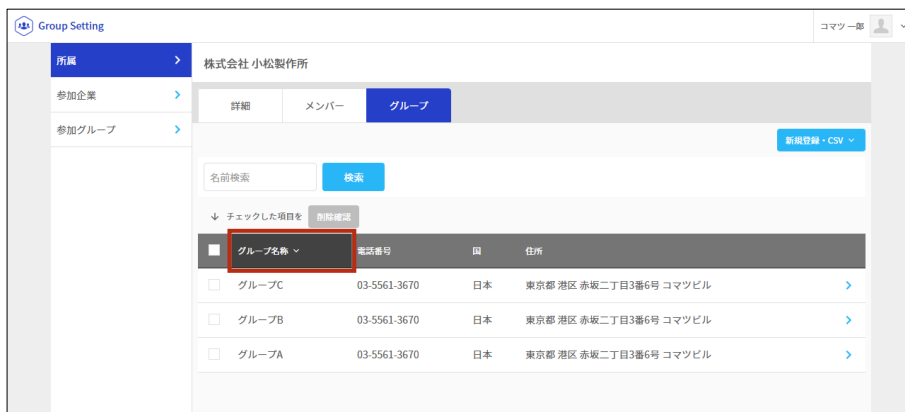 Group Setting
コマツ 一郎
所属
株式会社 小松製作所
参加企業
詳細 メンバー グループ
参加グループ
新規登録・CSV
名前検索 検索
チェックした項目を 削除確認
グループ名称 電話番号 国 住所
グループC 03-5561-3670 日本 東京都 港区 赤坂二丁目3番6号 コマツビル
グループB 03-5561-3670 日本 東京都 港区 赤坂二丁目3番6号 コマツビル
グループA 03-5561-3670 日本 東京都 港区 赤坂二丁目3番6号 コマツビル